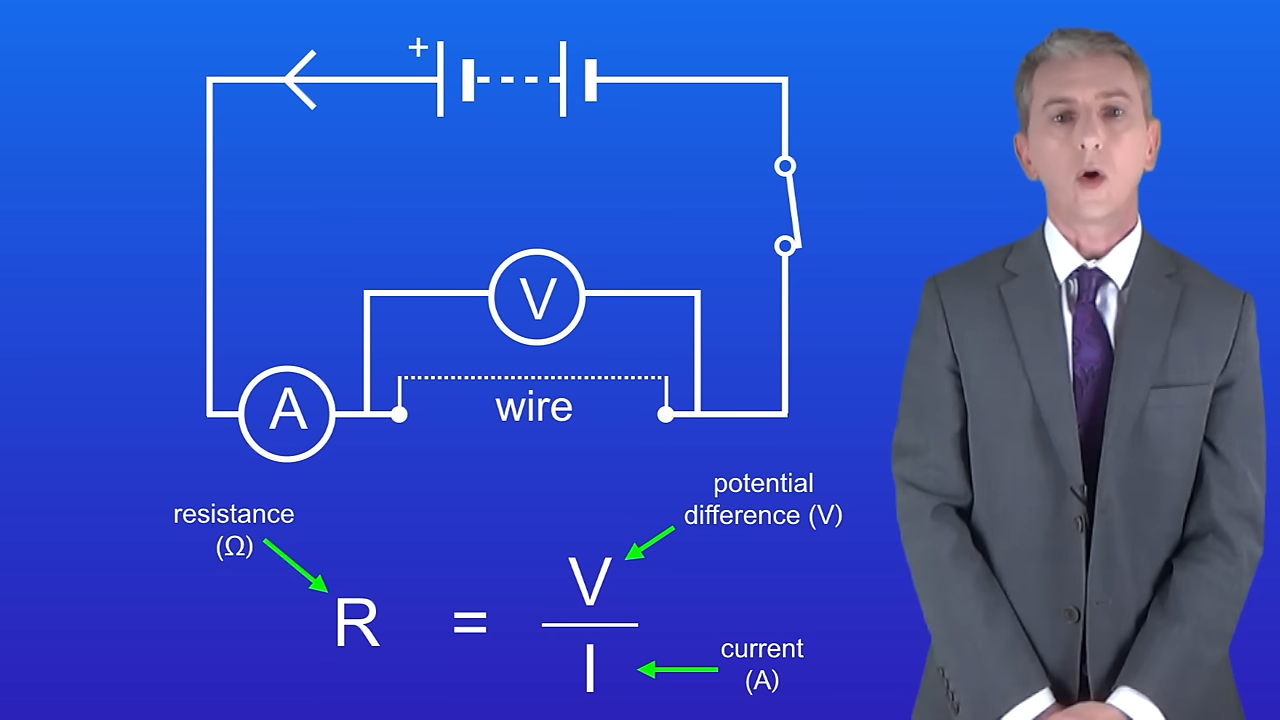 +
V
A
wire
resistance
(Ω)
potential
difference (V)
R = V
I
current
(A)